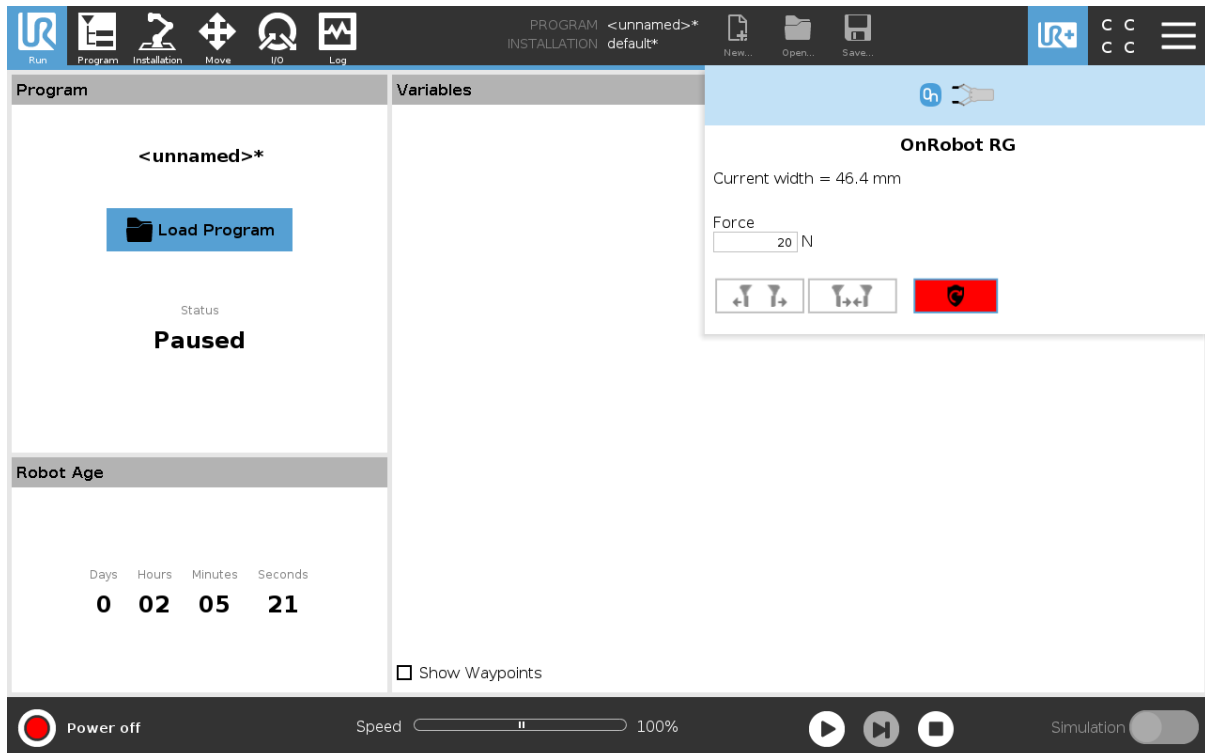 PROGRAM <unnamed>*
INSTALLATION default*
UR+
C C
C C
Run Program Installation Move I/O Log
New... Open... Save...
Program
Variables
On
<unnamed>*
OnRobot RG
Current width = 46.4 mm
Load Program
Force
20 N
Status
Paused
Robot Age
Days Hours Minutes Seconds
0 02 05 21
Show Waypoints
Power off
Speed 100%
Simulation